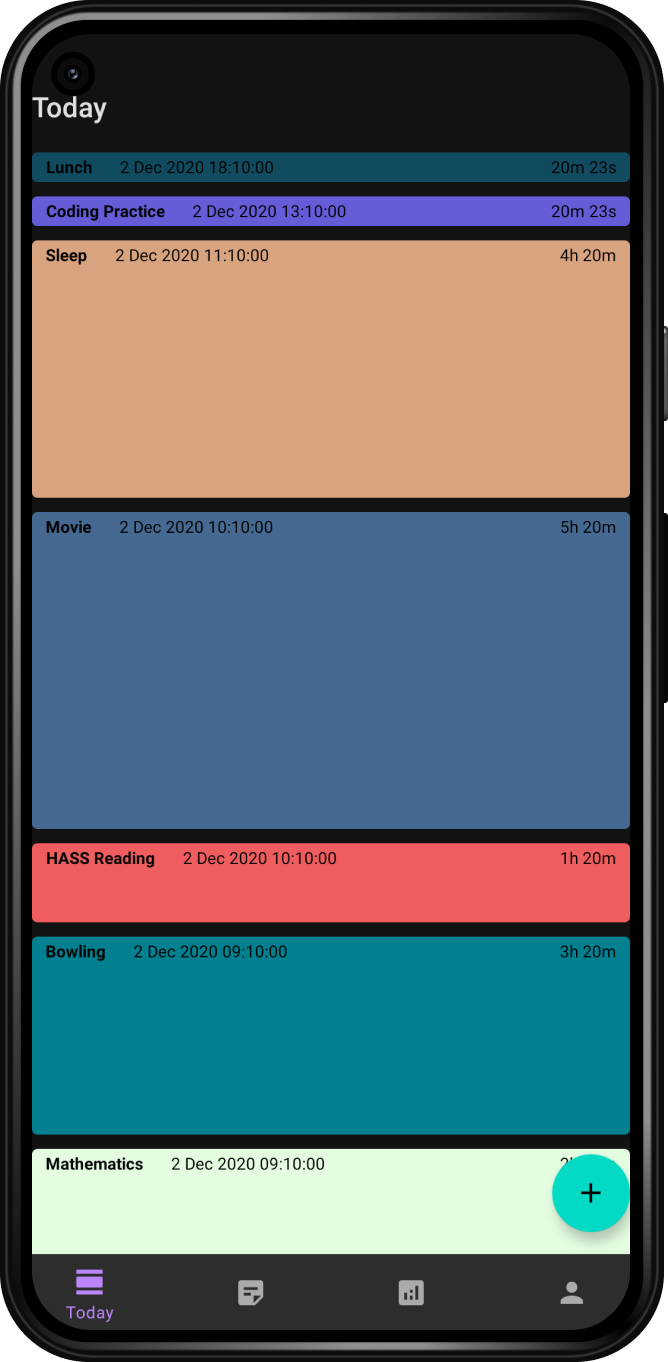 Today
Lunch 2 Dec 2020 18:10:00 20m 23s
Coding Practice 2 Dec 2020 13:10:00 20m 23s
Sleep 2 Dec 2020 11:10:00 4h 20m
Movie 2 Dec 2020 10:10:00 5h 20m
HASS Reading 2 Dec 2020 10:10:00 1h 20m
Bowling 2 Dec 2020 09:10:00 3h 20m
Mathematics 2 Dec 2020 09:10:00
Today